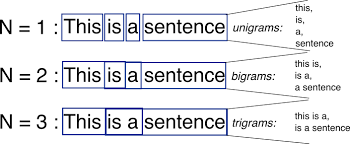 N = 1 : This is a sentence unigrams: this,
is,
a,
sentence
N = 2 : This is a sentence bigrams: this is,
is a,
a sentence
N = 3 : This is a sentence trigrams: this is a,
is a sentence